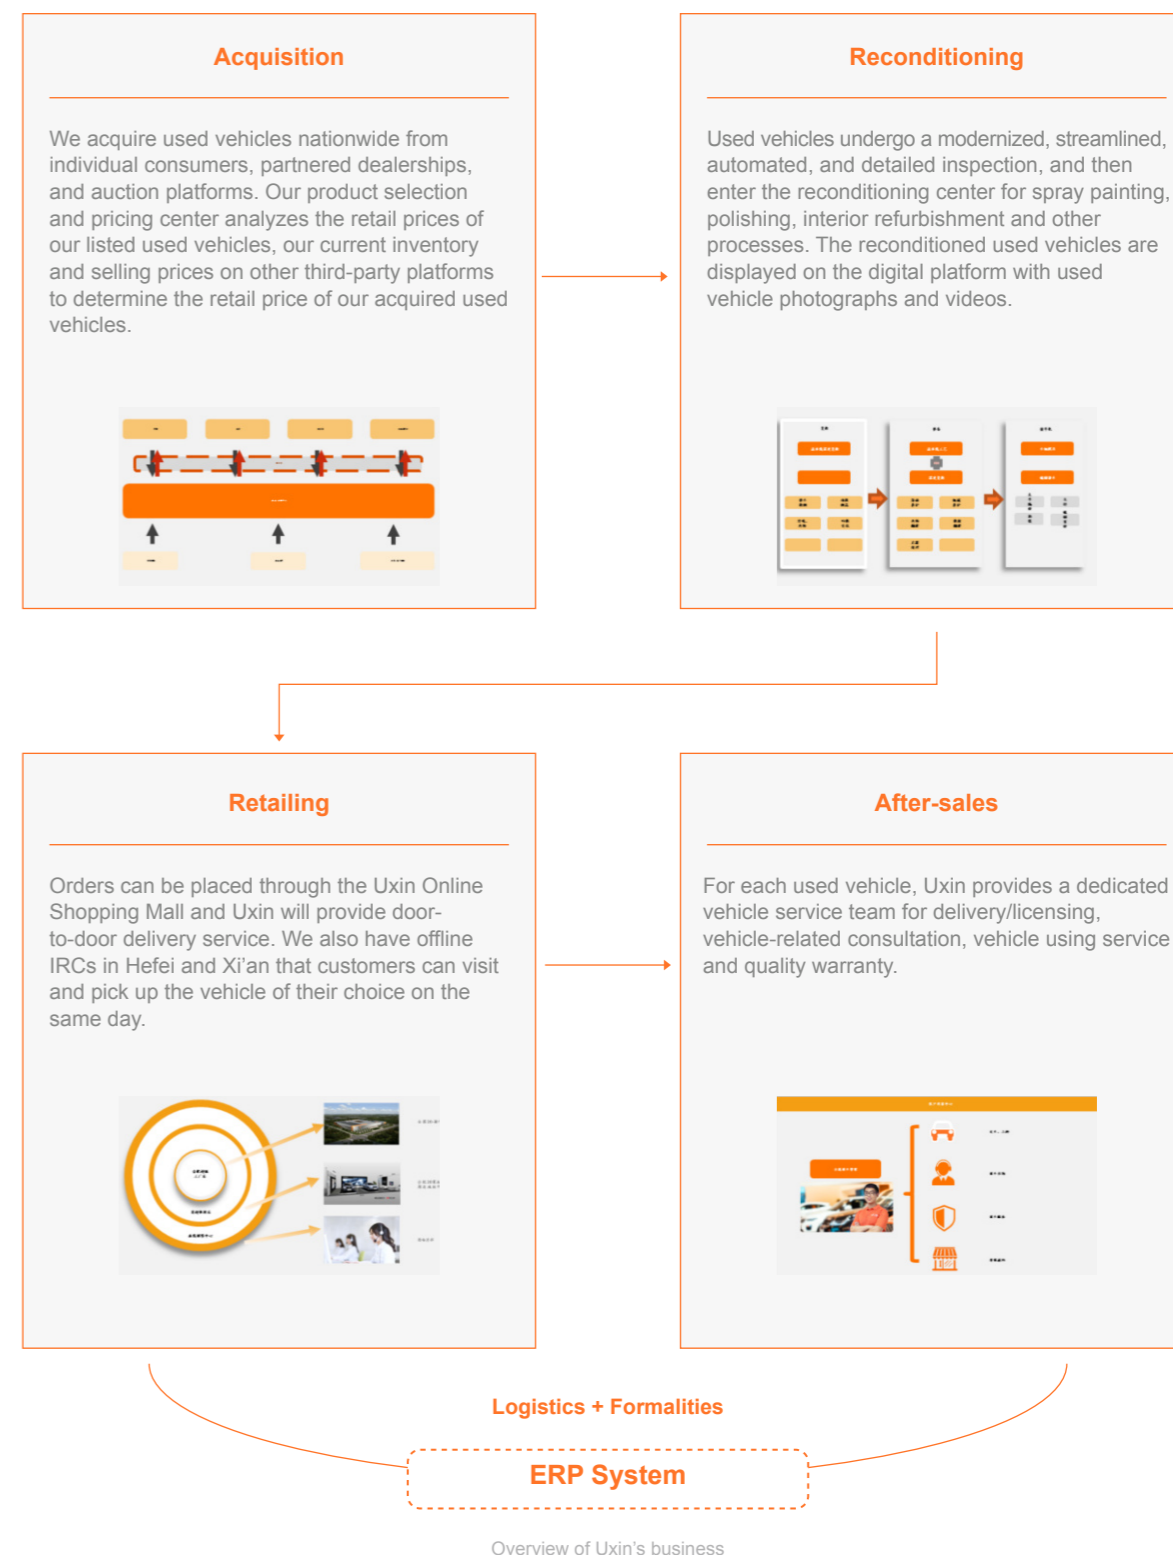 Acquisition
We acquire used vehicles nationwide from
individual consumers, partnered dealerships,
and auction platforms. Our product selection
and pricing center analyzes the retail prices of
our listed used vehicles, our current inventory
and selling prices on other third-party platforms
to determine the retail price of our acquired used
vehicles.
Reconditioning
Used vehicles undergo a modernized, streamlined,
automated, and detailed inspection, and then
enter the reconditioning center for spray painting,
polishing, interior refurbishment and other
processes. The reconditioned used vehicles are
displayed on the digital platform with used
vehicle photographs and videos.
Retailing
Orders can be placed through the Uxin Online
Shopping Mall and Uxin will provide door-
to-door delivery service. We also have offline
IRCs in Hefei and Xi’an that customers can visit
and pick up the vehicle of their choice on the
same day.
After-sales
For each used vehicle, Uxin provides a dedicated
vehicle service team for delivery/licensing,
vehicle-related consultation, vehicle using service
and quality warranty.
Logistics + Formalities
ERP System
Overview of Uxin’s business